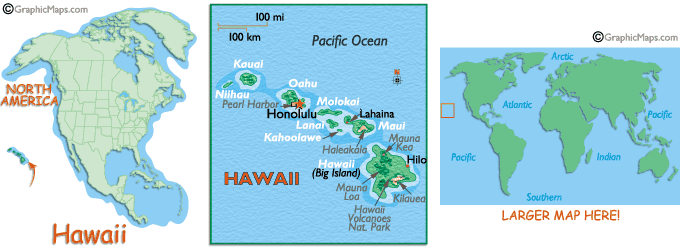 ©GraphicMaps.com
NORTH
AMERICA
Hawaii
100 mi
100 km
Pacific Ocean
Kauai
Oahu
Niihau
Pearl Harbor
Molokai
Honolulu
Lahaina
Lanai
Maui
Kahoolawe
Haleakala
Mauna
Kea
Hawaii
(Big Island)
Hilo
HAWAII
Mauna
Loa
Kilauea
Hawaii
Volcanoes
Nat. Park
©GraphicMaps.com
Arctic
Atlantic
Pacific
Pacific
Indian
Southern
LARGER MAP HERE!